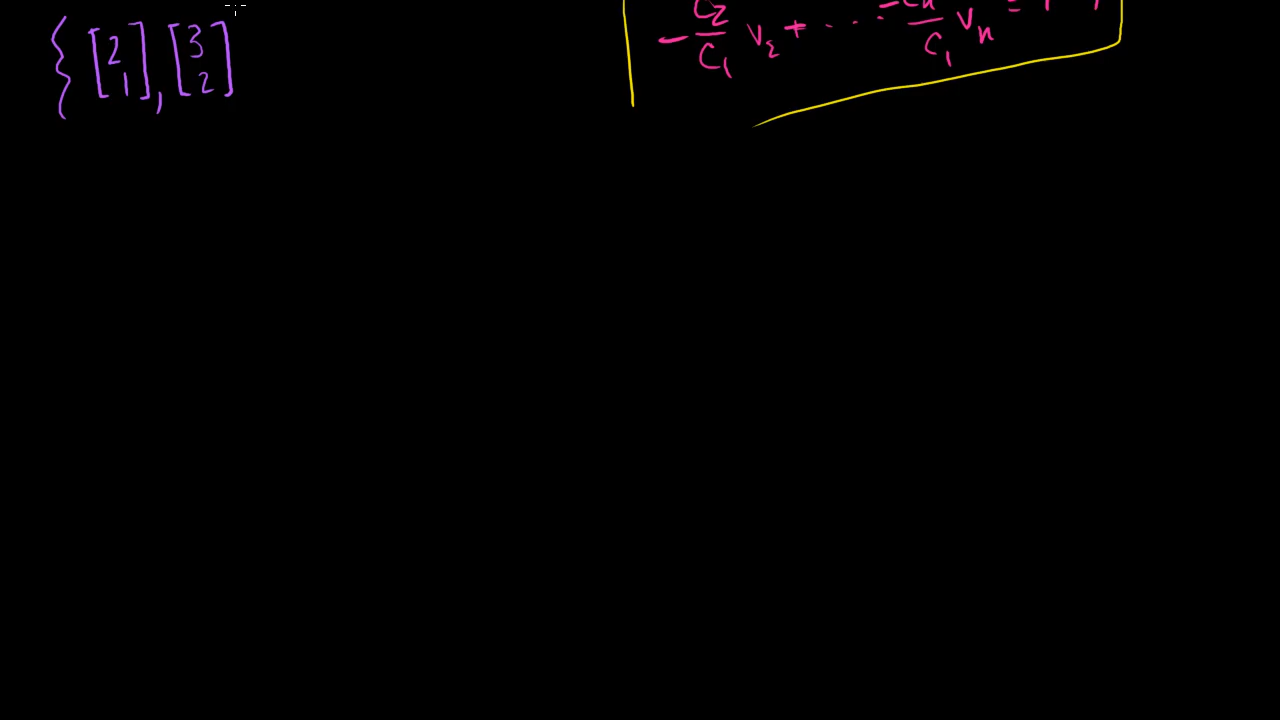 { [2 1], [3 2]
- c₂/c₁ v₂ + ... - cₙ/c₁ vₙ =